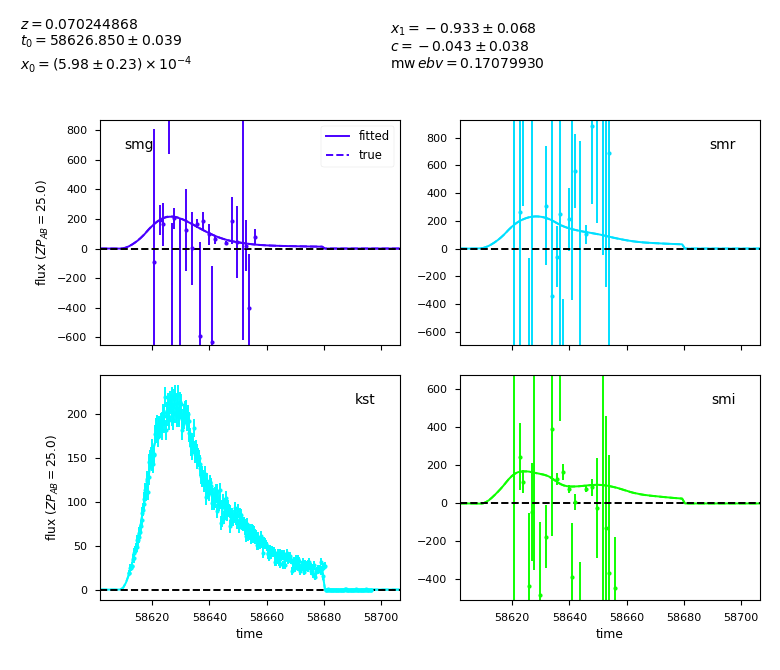 z = 0.070244868
t₀ = 58626.850 ± 0.039
x₀ = (5.98 ± 0.23) × 10⁻⁴
x₁ = −0.933 ± 0.068
c = −0.043 ± 0.038
mw ebv = 0.17079930
smg
fitted
true
800
600
400
200
0
−200
−400
−600
flux (ZP_AB = 25.0)
smr
800
600
400
200
0
−200
−400
−600
kst
200
150
100
50
0
flux (ZP_AB = 25.0)
58620 58640 58660 58680 58700
time
smi
600
400
200
0
−200
−400
58620 58640 58660 58680 58700
time